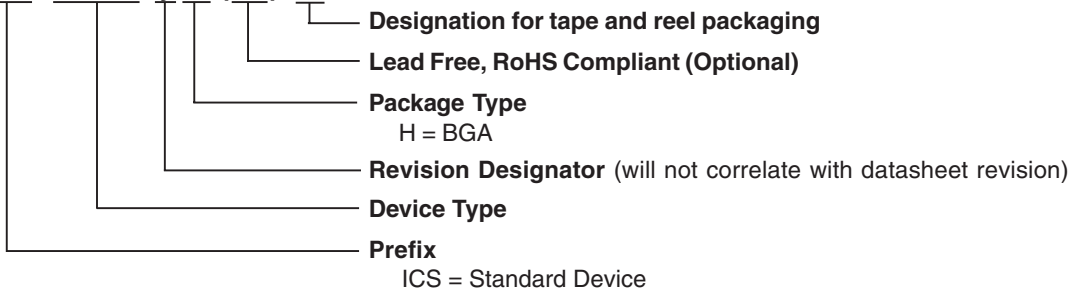 Designation for tape and reel packaging
Lead Free, RoHS Compliant (Optional)
Package Type
H = BGA
Revision Designator (will not correlate with datasheet revision)
Device Type
Prefix
ICS = Standard Device